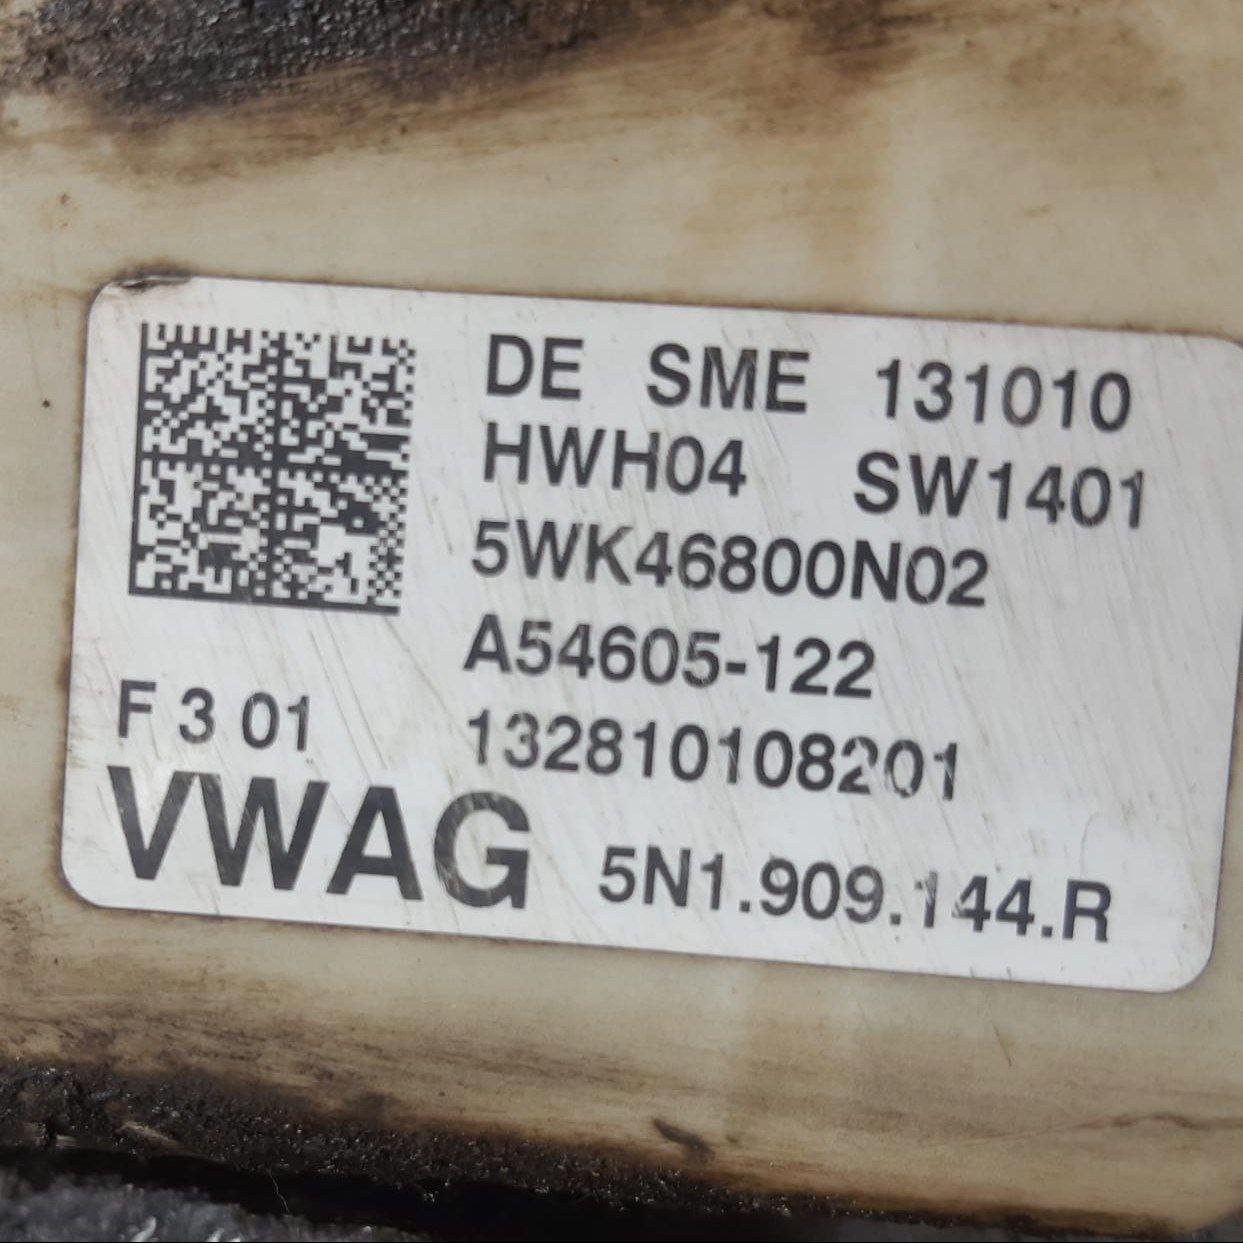 DE SME 131010
HWH04 SW1401
5WK46800N02
A54605-122
F 3 01 132810108201
VWAG 5N1.909.144.R